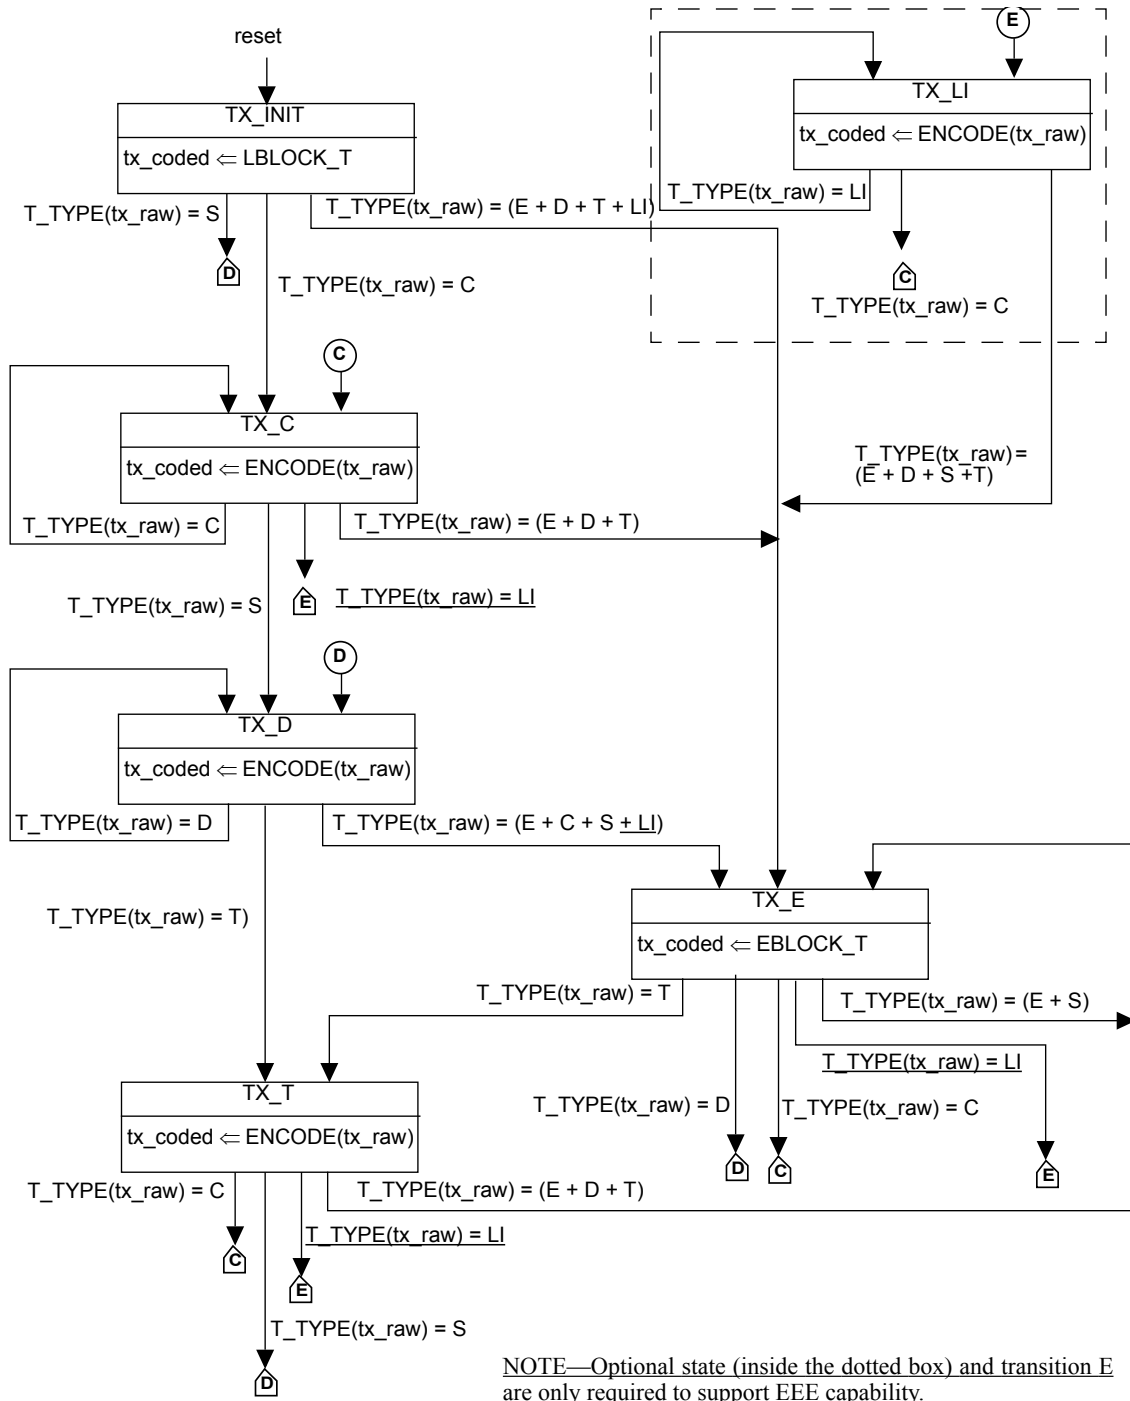 reset
E
TX_INIT
tx_coded ⇐ LBLOCK_T
TX_LI
tx_coded ⇐ ENCODE(tx_raw)
T_TYPE(tx_raw) = S
T_TYPE(tx_raw) = (E + D + T + LI)
T_TYPE(tx_raw) = LI
D
T_TYPE(tx_raw) = C
C
T_TYPE(tx_raw) = C
C
TX_C
tx_coded ⇐ ENCODE(tx_raw)
T_TYPE(tx_raw) =
(E + D + S +T)
T_TYPE(tx_raw) = C
T_TYPE(tx_raw) = (E + D + T)
T_TYPE(tx_raw) = S
E
T_TYPE(tx_raw) = LI
D
TX_D
tx_coded ⇐ ENCODE(tx_raw)
T_TYPE(tx_raw) = D
T_TYPE(tx_raw) = (E + C + S + LI)
T_TYPE(tx_raw) = T)
TX_E
tx_coded ⇐ EBLOCK_T
T_TYPE(tx_raw) = T
T_TYPE(tx_raw) = (E + S)
T_TYPE(tx_raw) = LI
T_TYPE(tx_raw) = D
T_TYPE(tx_raw) = C
D
C
E
TX_T
tx_coded ⇐ ENCODE(tx_raw)
T_TYPE(tx_raw) = C
T_TYPE(tx_raw) = (E + D + T)
T_TYPE(tx_raw) = LI
C
E
T_TYPE(tx_raw) = S
D
NOTE—Optional state (inside the dotted box) and transition E
are only required to support EEE capability.